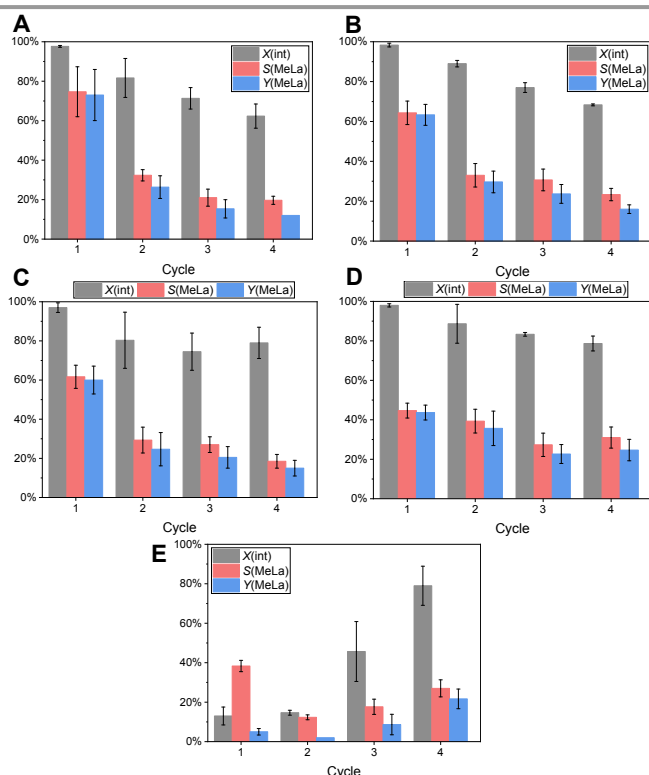 A
100%
80%
60%
40%
20%
0%
X(int)
S(MeLa)
Y(MeLa)
1 2 3 4
Cycle
B
100%
80%
60%
40%
20%
0%
X(int)
S(MeLa)
Y(MeLa)
1 2 3 4
Cycle
C
X(int) S(MeLa) Y(MeLa)
100%
80%
60%
40%
20%
0%
1 2 3 4
Cycle
D
X(int) S(MeLa) Y(MeLa)
100%
80%
60%
40%
20%
0%
1 2 3 4
Cycle
E
100%
80%
60%
40%
20%
0%
X(int)
S(MeLa)
Y(MeLa)
1 2 3 4
Cycle